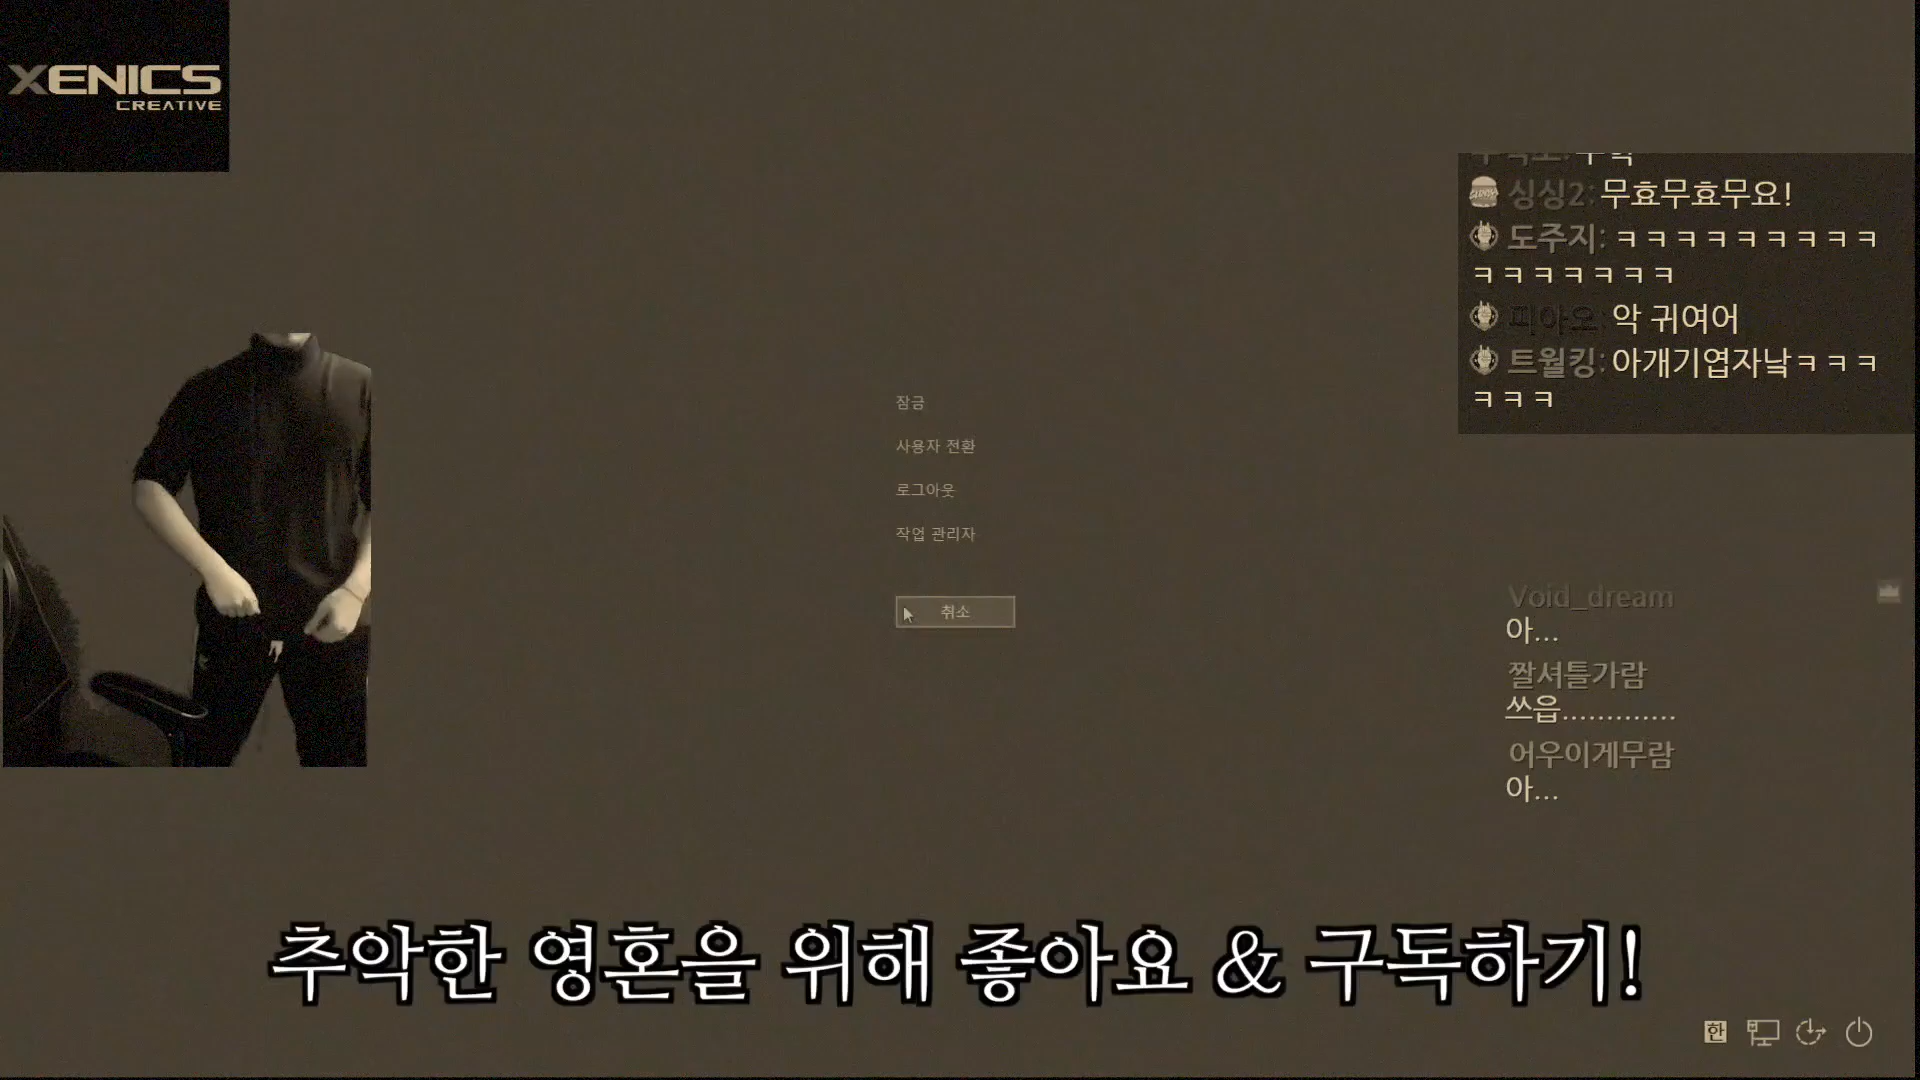 XENICS
CREATIVE
싱싱2: 무효무효무요!
도주지: ㅋㅋㅋㅋㅋㅋㅋㅋㅋ
ㅋㅋㅋㅋㅋㅋㅋ
피아오: 악 귀여어
트월킹: 아개기엽자낰ㅋㅋㅋ
ㅋㅋㅋ
잠금
사용자 전환
로그아웃
작업 관리자
취소
Void_dream
아...
짤셔틀가람
쓰읍.............
어우이게무람
아...
추악한 영혼을 위해 좋아요 & 구독하기!
한